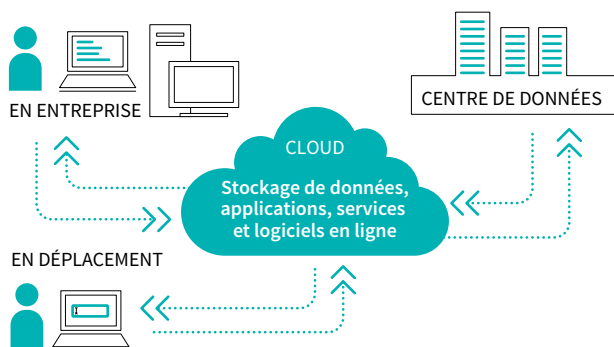 EN ENTREPRISE
CENTRE DE DONNÉES
CLOUD
Stockage de données,
applications, services
et logiciels en ligne
EN DÉPLACEMENT